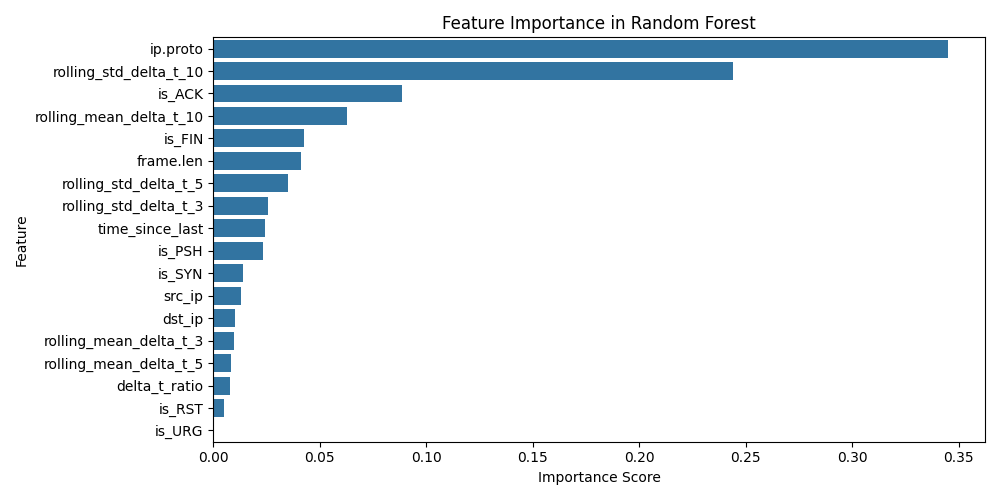 Feature Importance in Random Forest
ip.proto
rolling_std_delta_t_10
is_ACK
rolling_mean_delta_t_10
is_FIN
frame.len
rolling_std_delta_t_5
rolling_std_delta_t_3
time_since_last
is_PSH
is_SYN
src_ip
dst_ip
rolling_mean_delta_t_3
rolling_mean_delta_t_5
delta_t_ratio
is_RST
is_URG
Feature
0.00 0.05 0.10 0.15 0.20 0.25 0.30 0.35
Importance Score